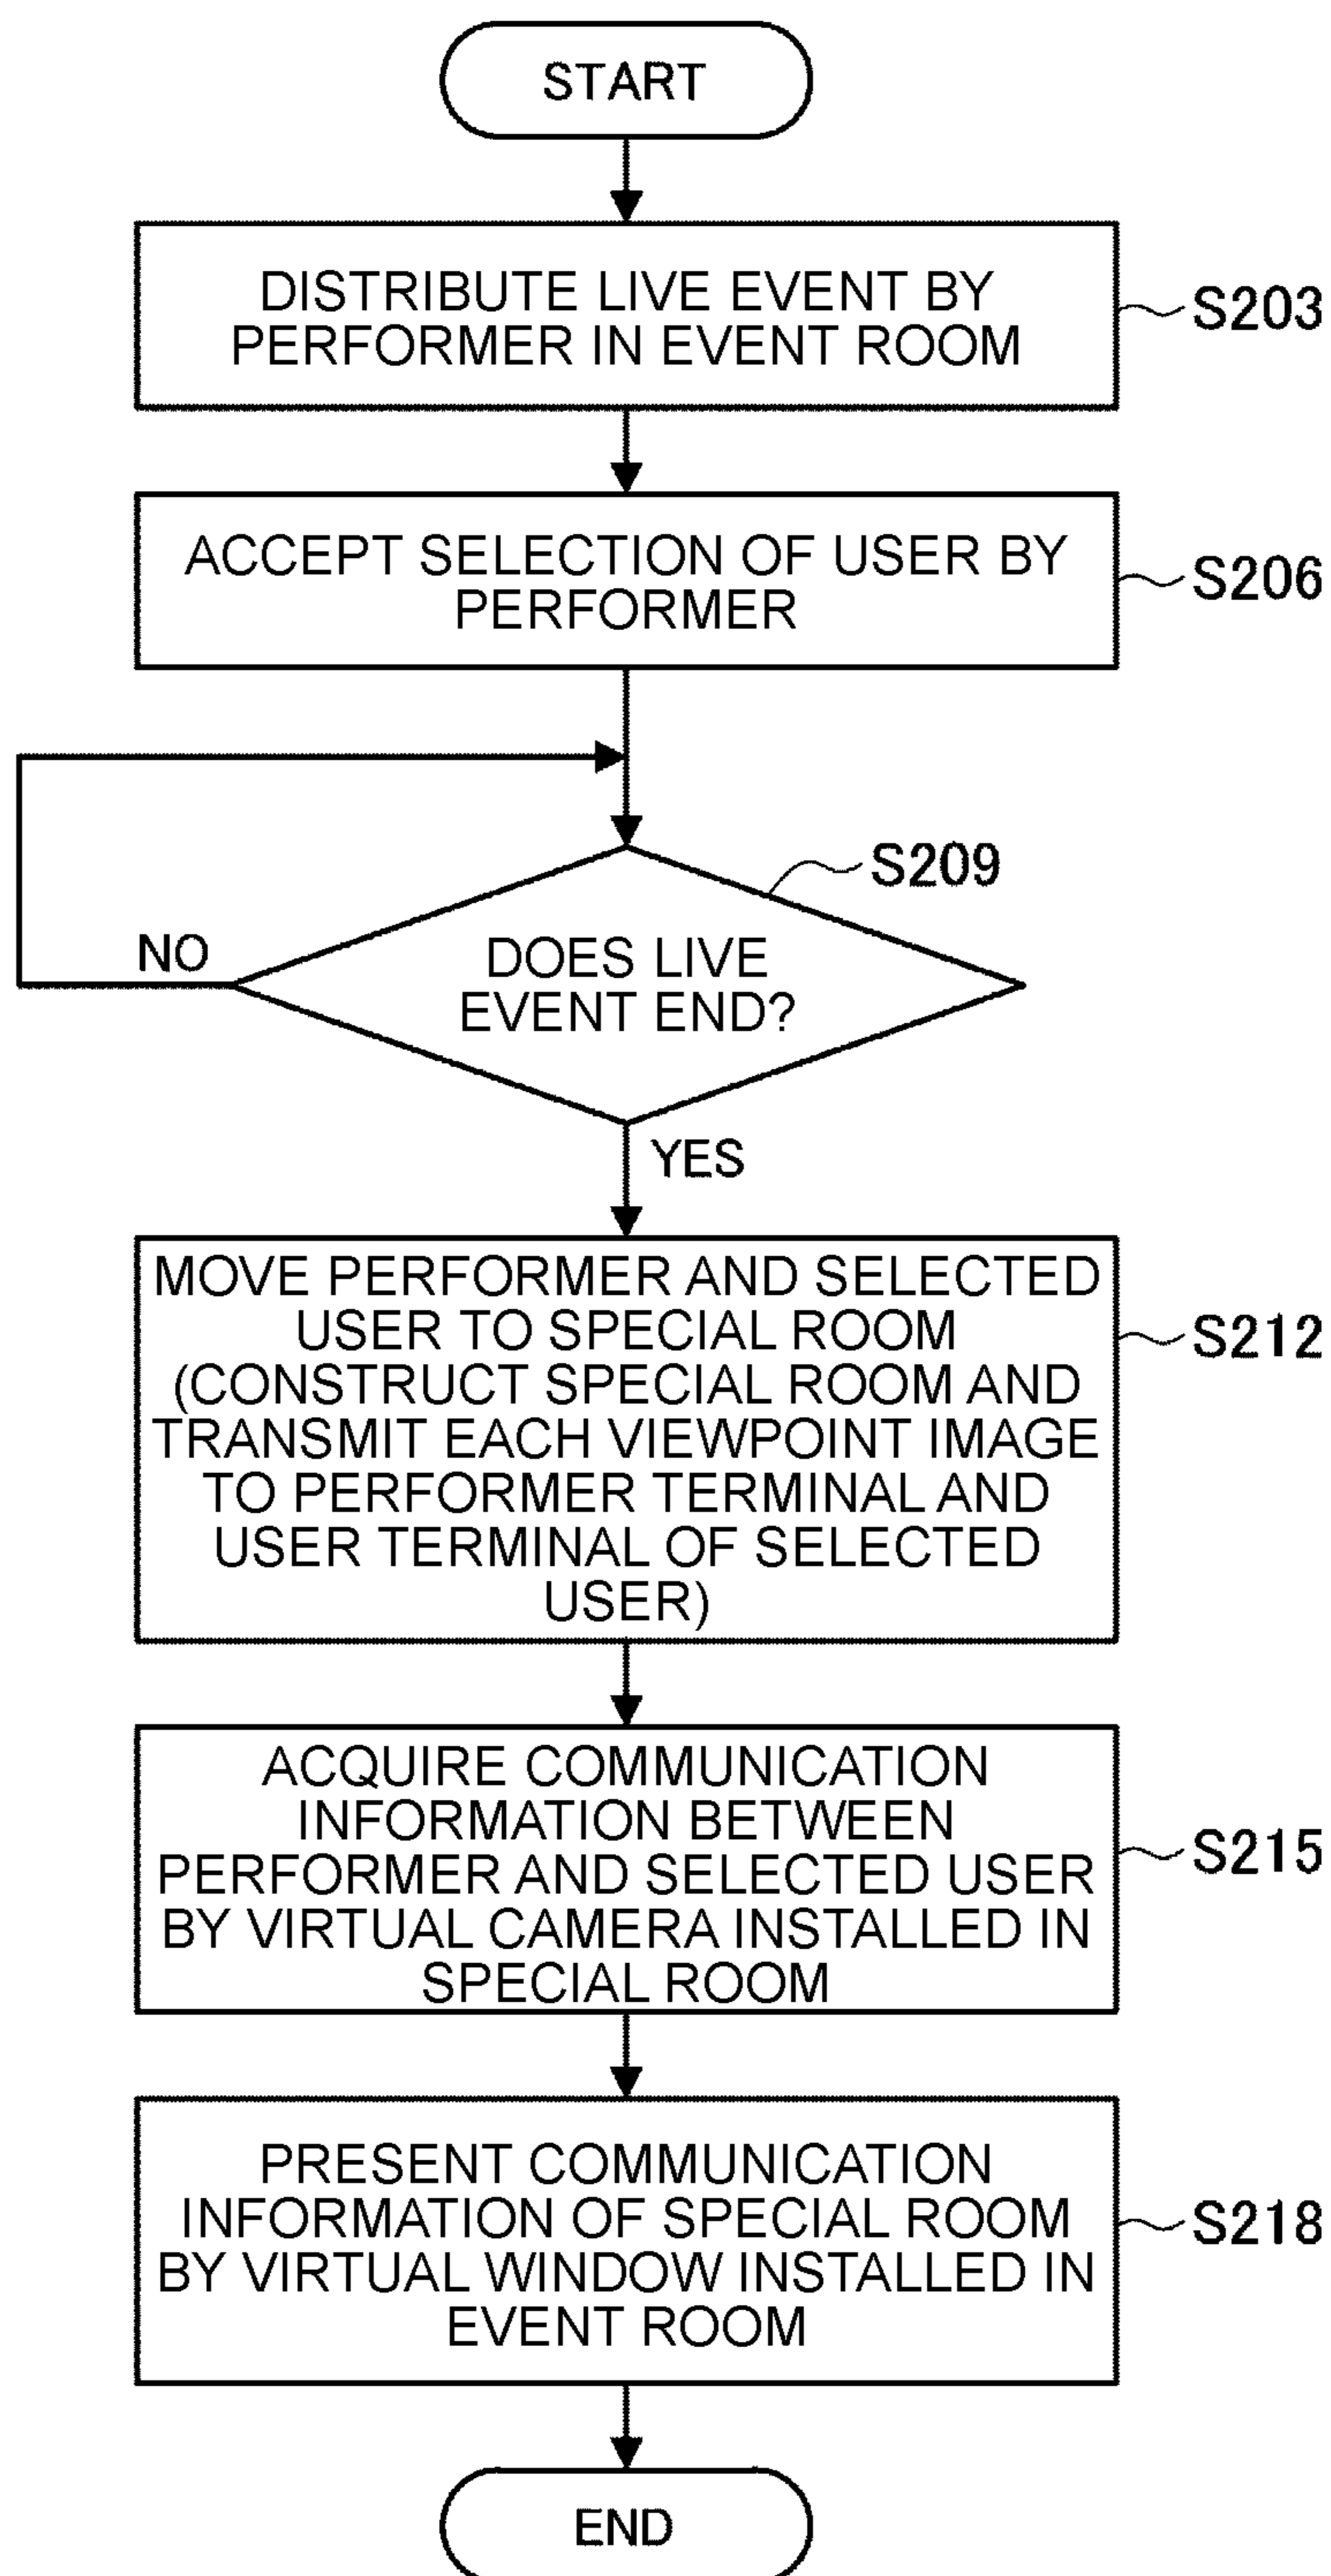 START
DISTRIBUTE LIVE EVENT BY
PERFORMER IN EVENT ROOM
S203
ACCEPT SELECTION OF USER BY
PERFORMER
S206
S209
NO
DOES LIVE
EVENT END?
YES
MOVE PERFORMER AND SELECTED
USER TO SPECIAL ROOM
(CONSTRUCT SPECIAL ROOM AND
TRANSMIT EACH VIEWPOINT IMAGE
TO PERFORMER TERMINAL AND
USER TERMINAL OF SELECTED
USER)
S212
ACQUIRE COMMUNICATION
INFORMATION BETWEEN
PERFORMER AND SELECTED USER
BY VIRTUAL CAMERA INSTALLED IN
SPECIAL ROOM
S215
PRESENT COMMUNICATION
INFORMATION OF SPECIAL ROOM
BY VIRTUAL WINDOW INSTALLED IN
EVENT ROOM
S218
END